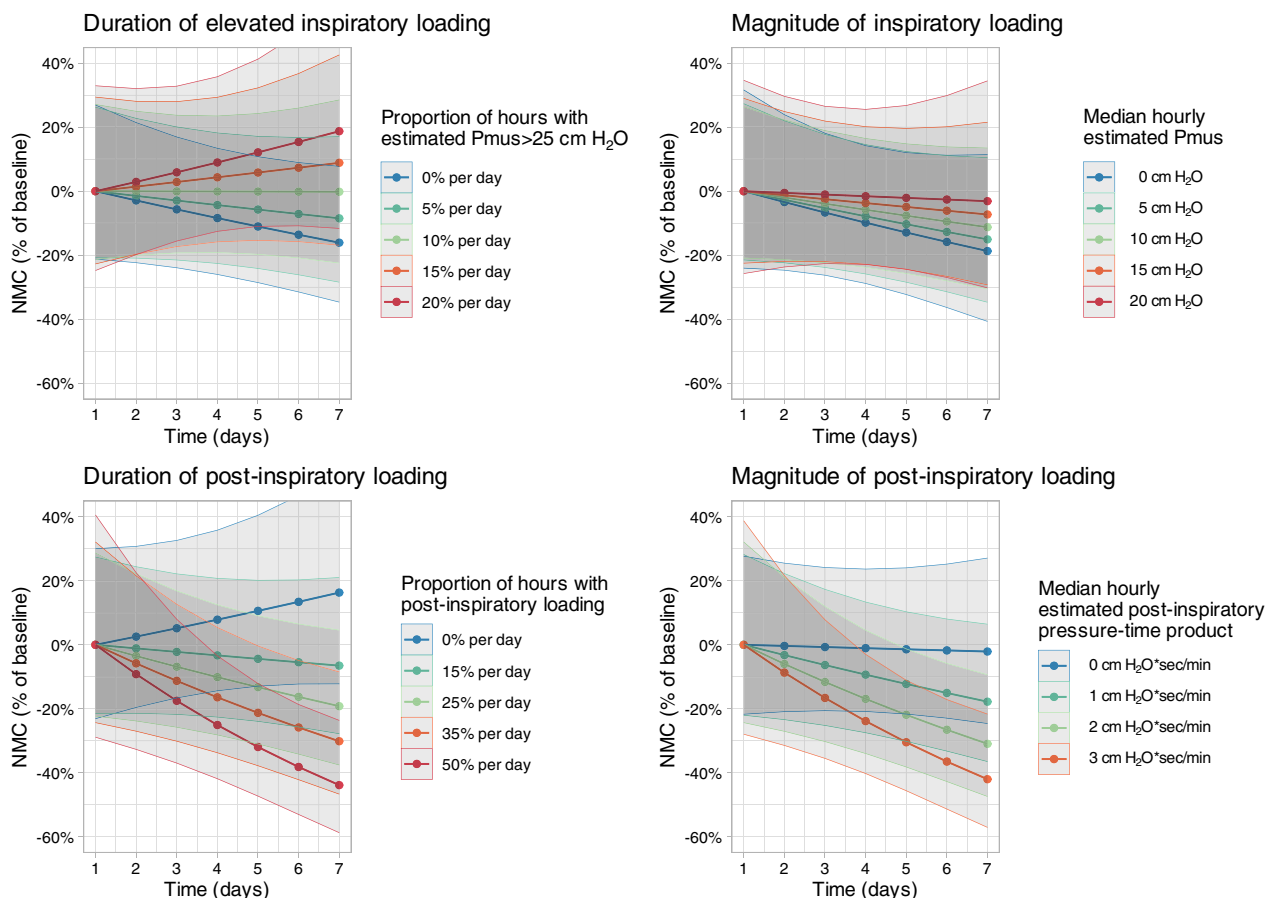 Duration of elevated inspiratory loading
NMC (% of baseline)
40%
20%
0%
-20%
-40%
-60%
1 2 3 4 5 6 7
Time (days)
Proportion of hours with
estimated Pmus>25 cm H₂O
0% per day
5% per day
10% per day
15% per day
20% per day
Magnitude of inspiratory loading
NMC (% of baseline)
40%
20%
0%
-20%
-40%
-60%
1 2 3 4 5 6 7
Time (days)
Median hourly
estimated Pmus
0 cm H₂O
5 cm H₂O
10 cm H₂O
15 cm H₂O
20 cm H₂O
Duration of post-inspiratory loading
NMC (% of baseline)
40%
20%
0%
-20%
-40%
-60%
1 2 3 4 5 6 7
Time (days)
Proportion of hours with
post-inspiratory loading
0% per day
15% per day
25% per day
35% per day
50% per day
Magnitude of post-inspiratory loading
NMC (% of baseline)
40%
20%
0%
-20%
-40%
-60%
1 2 3 4 5 6 7
Time (days)
Median hourly
estimated post-inspiratory
pressure-time product
0 cm H₂O*sec/min
1 cm H₂O*sec/min
2 cm H₂O*sec/min
3 cm H₂O*sec/min